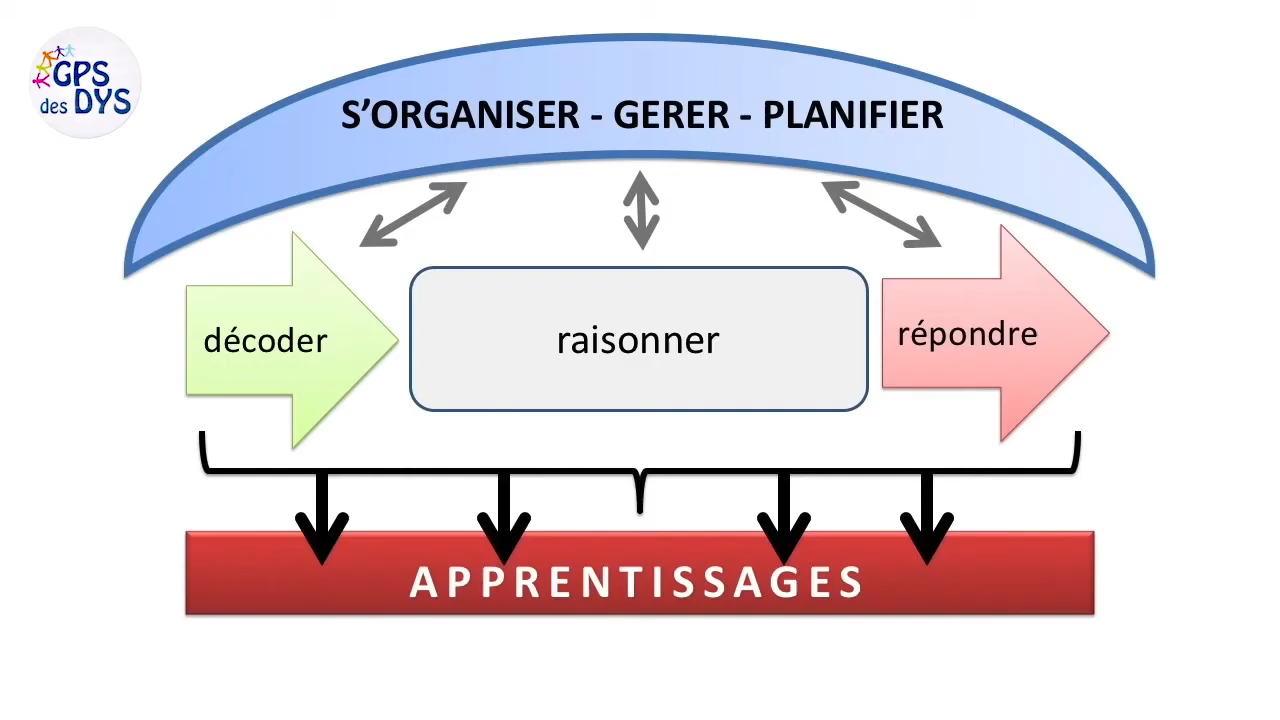 GPS
des DYS
S’ORGANISER - GERER - PLANIFIER
décoder
raisonner
répondre
APPRENTISSAGES